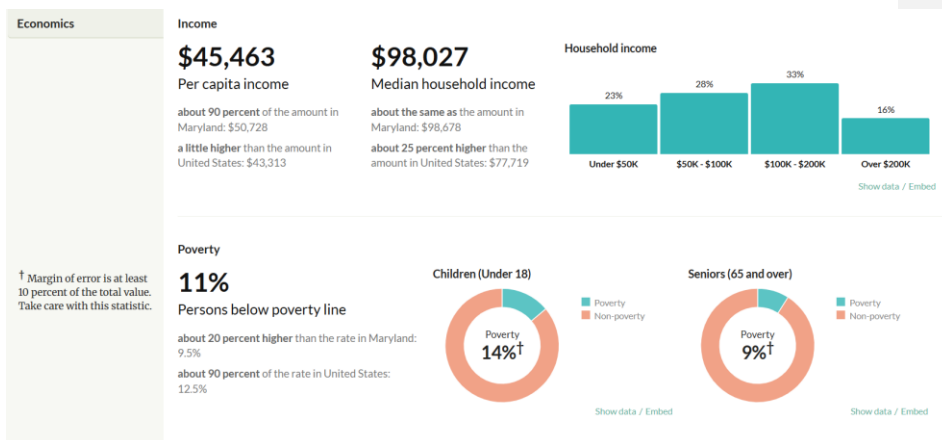 Economics
† Margin of error is at least
10 percent of the total value.
Take care with this statistic.
Income
$45,463
Per capita income
about 90 percent of the amount in
Maryland: $50,728
a little higher than the amount in
United States: $43,313
$98,027
Median household income
about the same as the amount in
Maryland: $98,678
about 25 percent higher than the
amount in United States: $77,719
Household income
23%
28%
33%
16%
Under $50K
$50K - $100K
$100K - $200K
Over $200K
Show data / Embed
Poverty
11%
Persons below poverty line
about 20 percent higher than the rate in Maryland:
9.5%
about 90 percent of the rate in United States:
12.5%
Children (Under 18)
Poverty
14%†
Poverty
Non-poverty
Show data / Embed
Seniors (65 and over)
Poverty
9%†
Poverty
Non-poverty
Show data / Embed